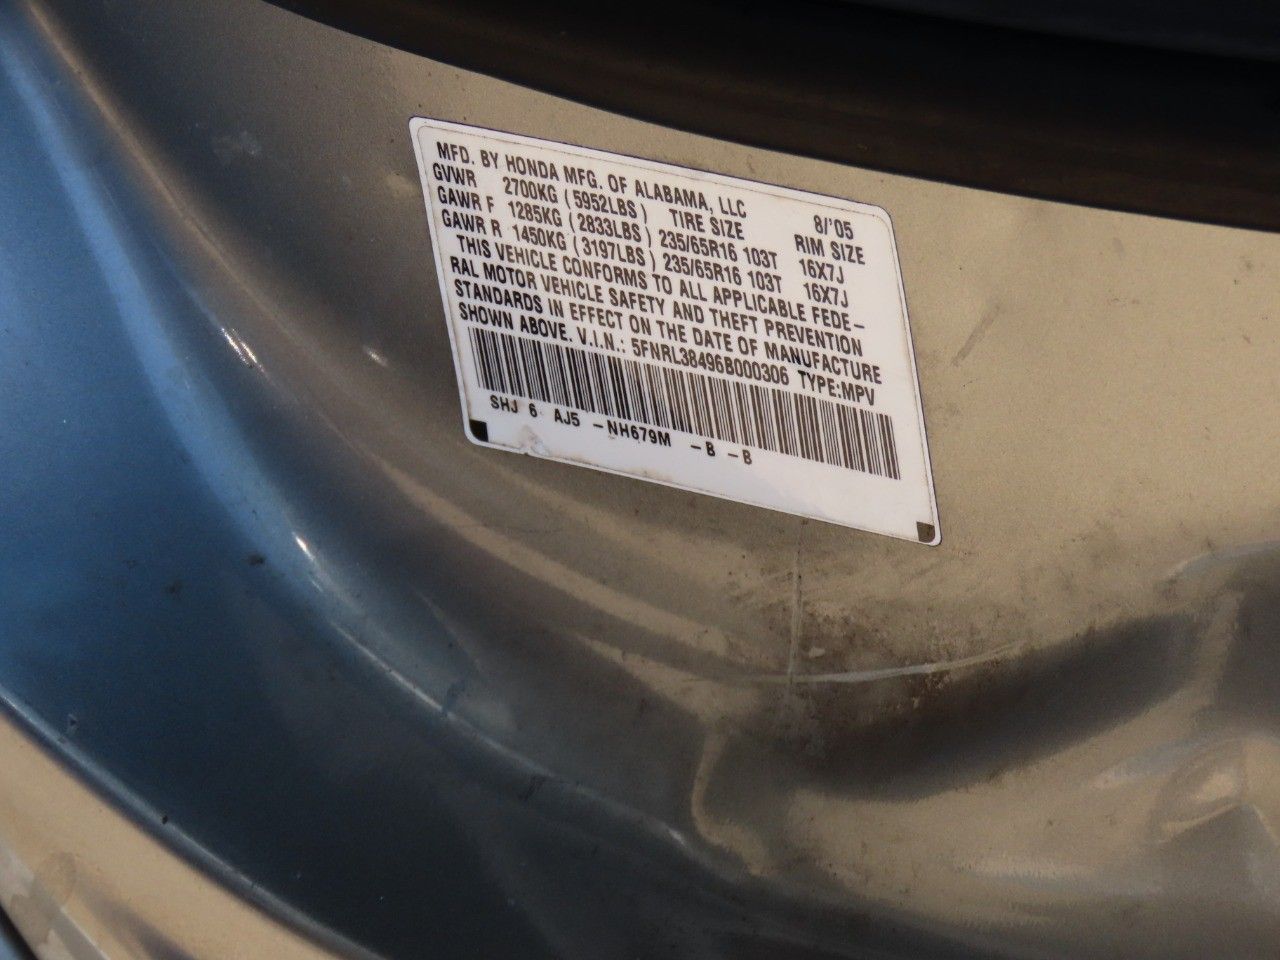 MFD. BY HONDA MFG. OF ALABAMA, LLC 8/'05
GVWR 2700KG (5952LBS) TIRE SIZE RIM SIZE
GAWR F 1285KG (2833LBS) 235/65R16 103T 16X7J
GAWR R 1450KG (3197LBS) 235/65R16 103T 16X7J
THIS VEHICLE CONFORMS TO ALL APPLICABLE FEDE-
RAL MOTOR VEHICLE SAFETY AND THEFT PREVENTION
STANDARDS IN EFFECT ON THE DATE OF MANUFACTURE
SHOWN ABOVE. V.I.N.: 5FNRL38496B000306 TYPE:MPV
SHJ 6 AJ5 -NH679M -B -B